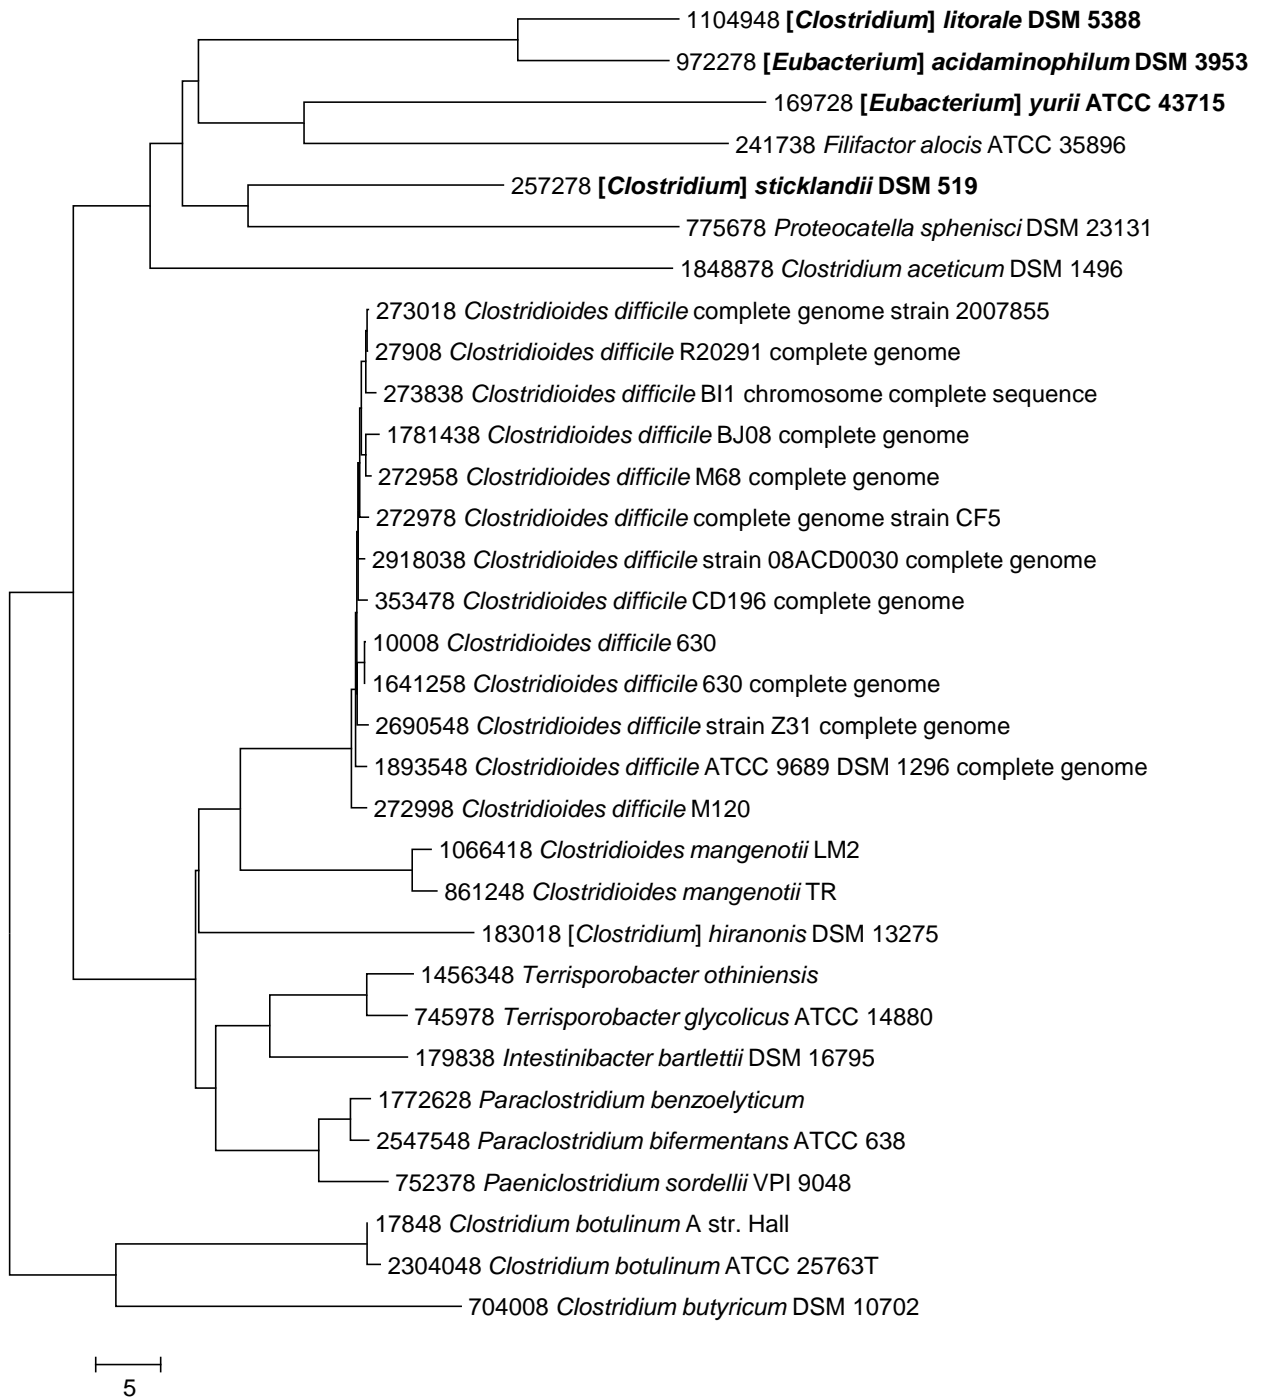 1104948 [Clostridium] litorale DSM 5388
972278 [Eubacterium] acidaminophilum DSM 3953
169728 [Eubacterium] yurii ATCC 43715
241738 Filifactor alocis ATCC 35896
257278 [Clostridium] sticklandii DSM 519
775678 Proteocatella sphenisci DSM 23131
1848878 Clostridium aceticum DSM 1496
273018 Clostridioides difficile complete genome strain 2007855
27908 Clostridioides difficile R20291 complete genome
273838 Clostridioides difficile BI1 chromosome complete sequence
1781438 Clostridioides difficile BJ08 complete genome
272958 Clostridioides difficile M68 complete genome
272978 Clostridioides difficile complete genome strain CF5
2918038 Clostridioides difficile strain 08ACD0030 complete genome
353478 Clostridioides difficile CD196 complete genome
10008 Clostridioides difficile 630
1641258 Clostridioides difficile 630 complete genome
2690548 Clostridioides difficile strain Z31 complete genome
1893548 Clostridioides difficile ATCC 9689 DSM 1296 complete genome
272998 Clostridioides difficile M120
1066418 Clostridioides mangenotii LM2
861248 Clostridioides mangenotii TR
183018 [Clostridium] hiranonis DSM 13275
1456348 Terrisporobacter othiniensis
745978 Terrisporobacter glycolicus ATCC 14880
179838 Intestinibacter bartlettii DSM 16795
1772628 Paraclostridium benzoelyticum
2547548 Paraclostridium bifermentans ATCC 638
752378 Paeniclostridium sordellii VPI 9048
17848 Clostridium botulinum A str. Hall
2304048 Clostridium botulinum ATCC 25763T
704008 Clostridium butyricum DSM 10702
5